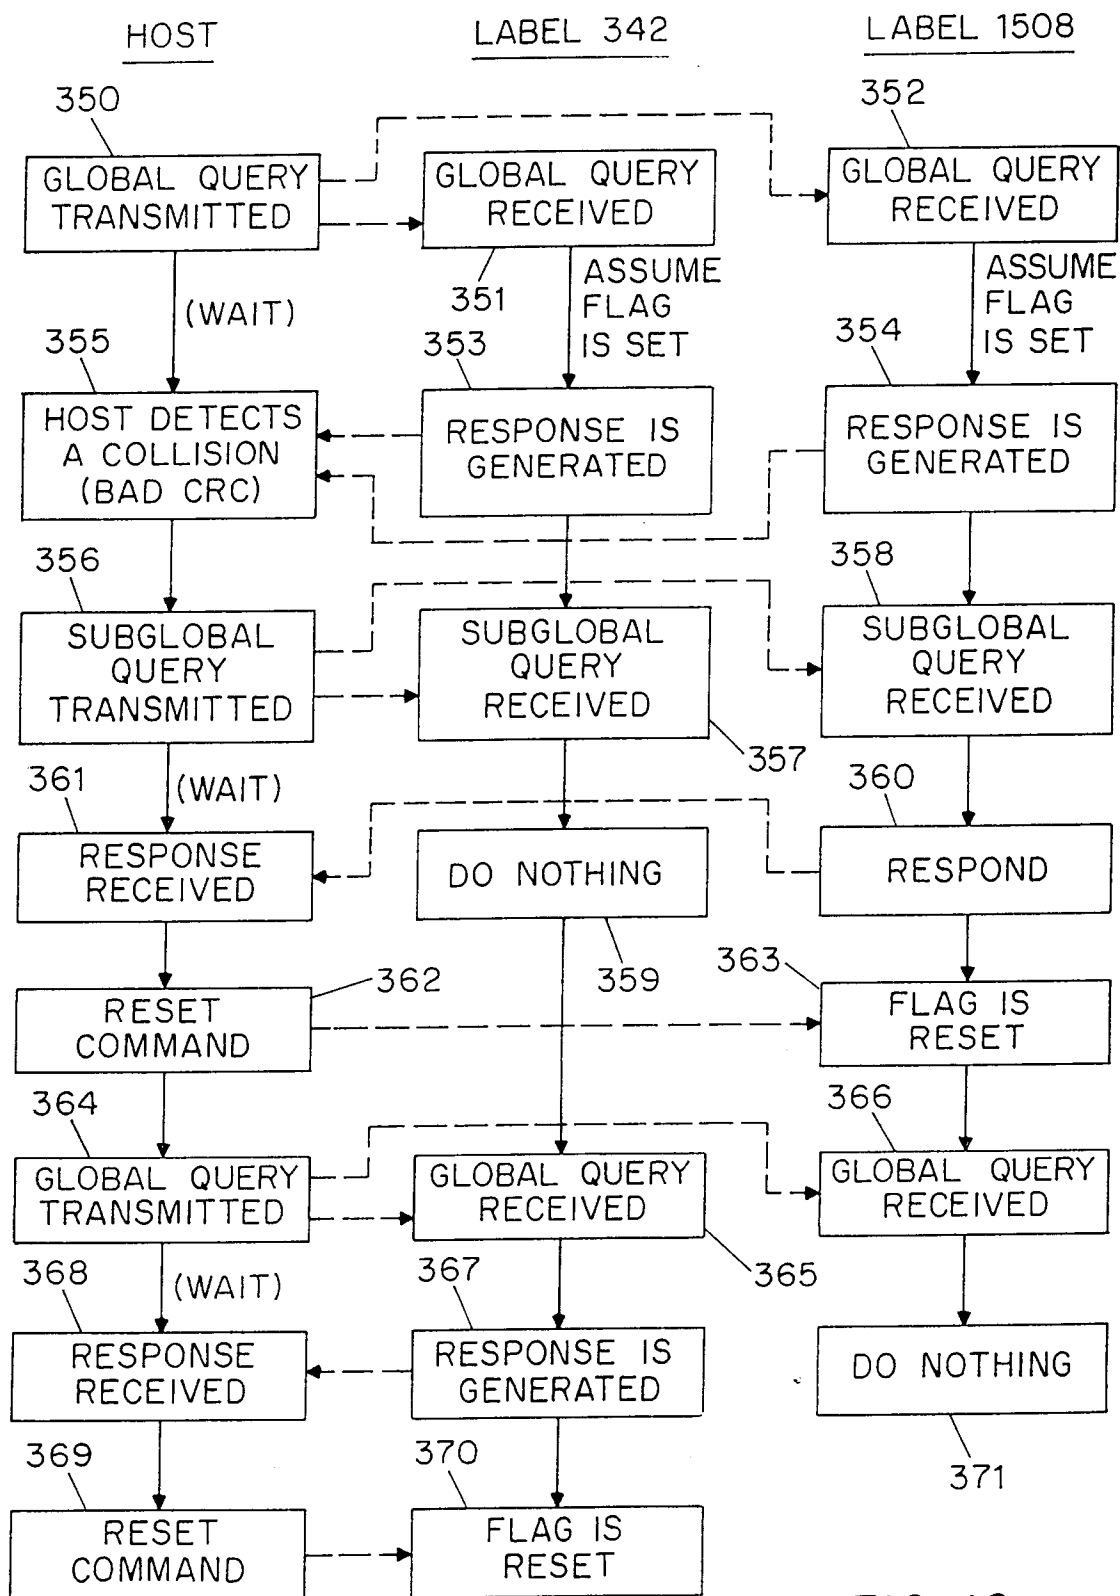 HOST
LABEL 342
LABEL 1508
350
352
GLOBAL QUERY
TRANSMITTED
GLOBAL QUERY
RECEIVED
GLOBAL QUERY
RECEIVED
351
(WAIT)
ASSUME
FLAG
IS SET
ASSUME
FLAG
IS SET
355
353
354
HOST DETECTS
A COLLISION
(BAD CRC)
RESPONSE IS
GENERATED
RESPONSE IS
GENERATED
356
358
SUBGLOBAL
QUERY
TRANSMITTED
SUBGLOBAL
QUERY
RECEIVED
SUBGLOBAL
QUERY
RECEIVED
357
361
(WAIT)
360
RESPONSE
RECEIVED
DO NOTHING
RESPOND
359
362
363
RESET
COMMAND
FLAG IS
RESET
364
366
GLOBAL QUERY
TRANSMITTED
GLOBAL QUERY
RECEIVED
GLOBAL QUERY
RECEIVED
365
368
(WAIT)
367
RESPONSE
RECEIVED
RESPONSE IS
GENERATED
DO NOTHING
371
369
370
RESET
COMMAND
FLAG IS
RESET